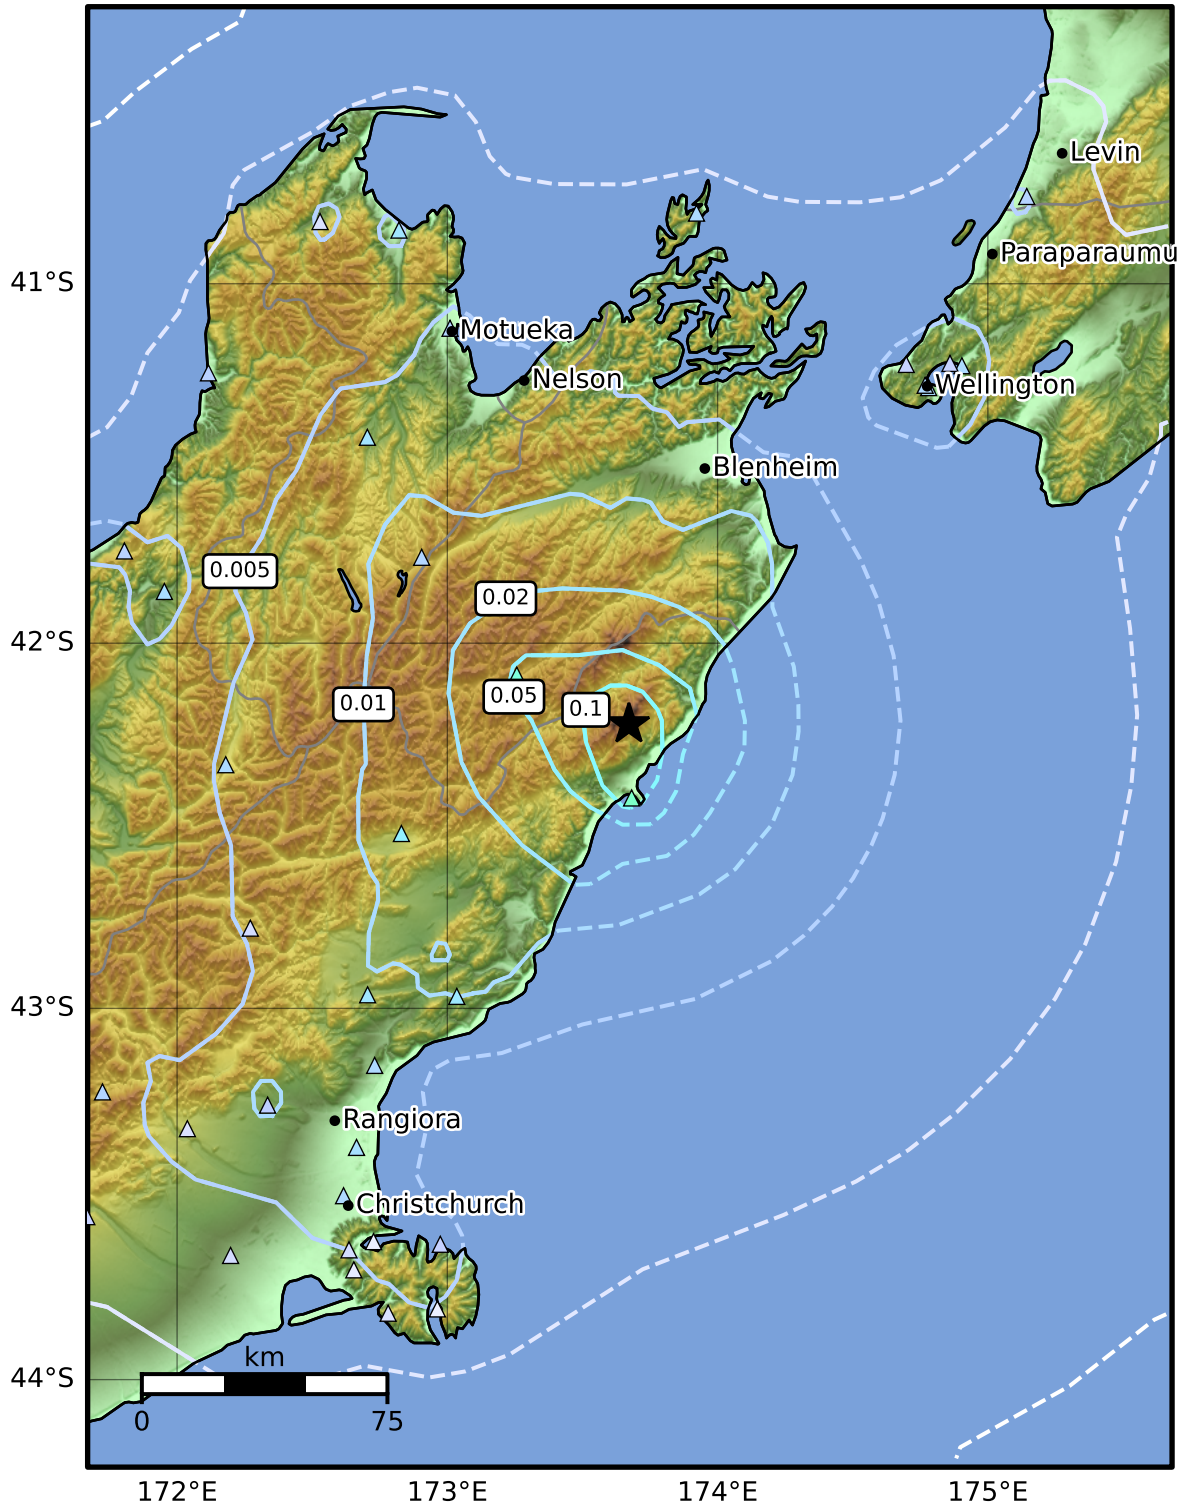 Levin
Paraparaumu
41°S
Motueka
Nelson
Wellington
Blenheim
0.005
0.02
42°S
0.05
0.01
0.1
43°S
Rangiora
Christchurch
km
44°S
0
75
172°E
173°E
174°E
175°E